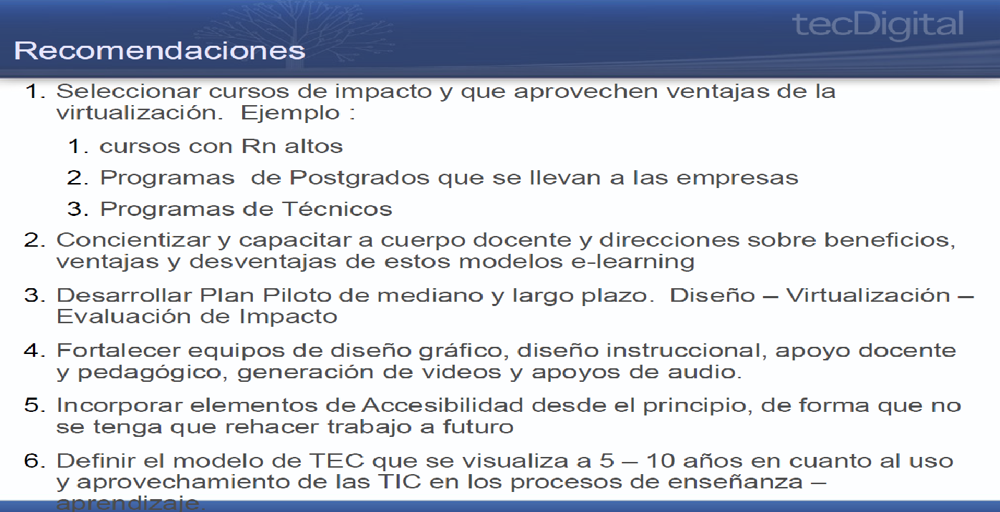 tecDigital
Recomendaciones
1. Seleccionar cursos de impacto y que aprovechen ventajas de la
virtualización.  Ejemplo :
1. cursos con Rn altos
2. Programas  de Postgrados que se llevan a las empresas
3. Programas de Técnicos
2. Concientizar y capacitar a cuerpo docente y direcciones sobre beneficios,
ventajas y desventajas de estos modelos e-learning
3. Desarrollar Plan Piloto de mediano y largo plazo.  Diseño – Virtualización –
Evaluación de Impacto
4. Fortalecer equipos de diseño gráfico, diseño instruccional, apoyo docente
y pedagógico, generación de videos y apoyos de audio.
5. Incorporar elementos de Accesibilidad desde el principio, de forma que no
se tenga que rehacer trabajo a futuro
6. Definir el modelo de TEC que se visualiza a 5 – 10 años en cuanto al uso
y aprovechamiento de las TIC en los procesos de enseñanza –
aprendizaje.